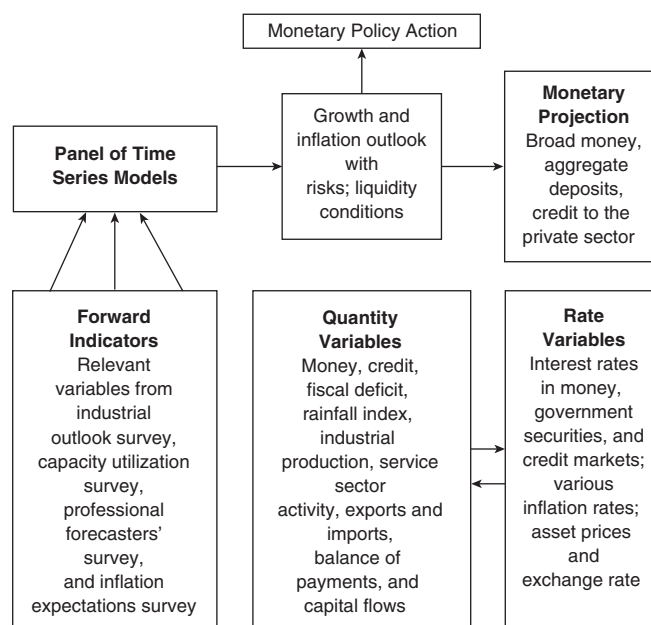 Monetary Policy Action
Panel of Time
Series Models
Growth and
inflation outlook
with
risks; liquidity
conditions
Monetary
Projection
Broad money,
aggregate
deposits,
credit to the
private sector
Forward
Indicators
Relevant
variables from
industrial
outlook survey,
capacity utilization
survey,
professional
forecasters’
survey,
and inflation
expectations survey
Quantity
Variables
Money, credit,
fiscal deficit,
rainfall index,
industrial
production, service
sector
activity, exports and
imports,
balance of
payments, and
capital flows
Rate
Variables
Interest rates
in money,
government
securities, and
credit markets;
various
inflation rates;
asset prices
and
exchange rate